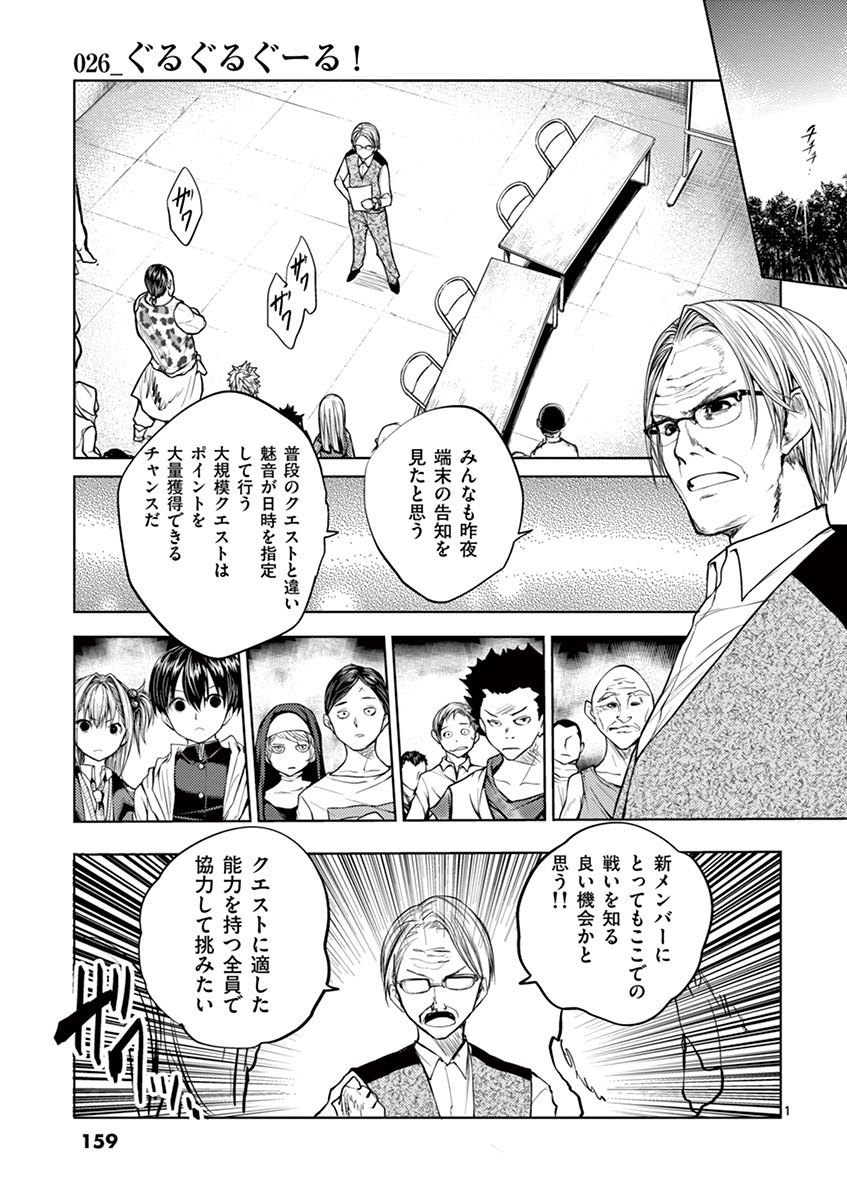 026_ぐるぐるぐーる！
ザワ
ザワ
ザワ
みんなも昨夜
端末の告知を
見たと思う
普段のクエストと違い
魅音が日時を指定
して行う
大規模クエストは
ポイントを
大量獲得できる
チャンスだ
新メンバーに
とってもここでの
戦いを知る
良い機会かと
思う!!
クエストに適した
能力を持つ全員で
協力して挑みたい
ザワッ
1
159